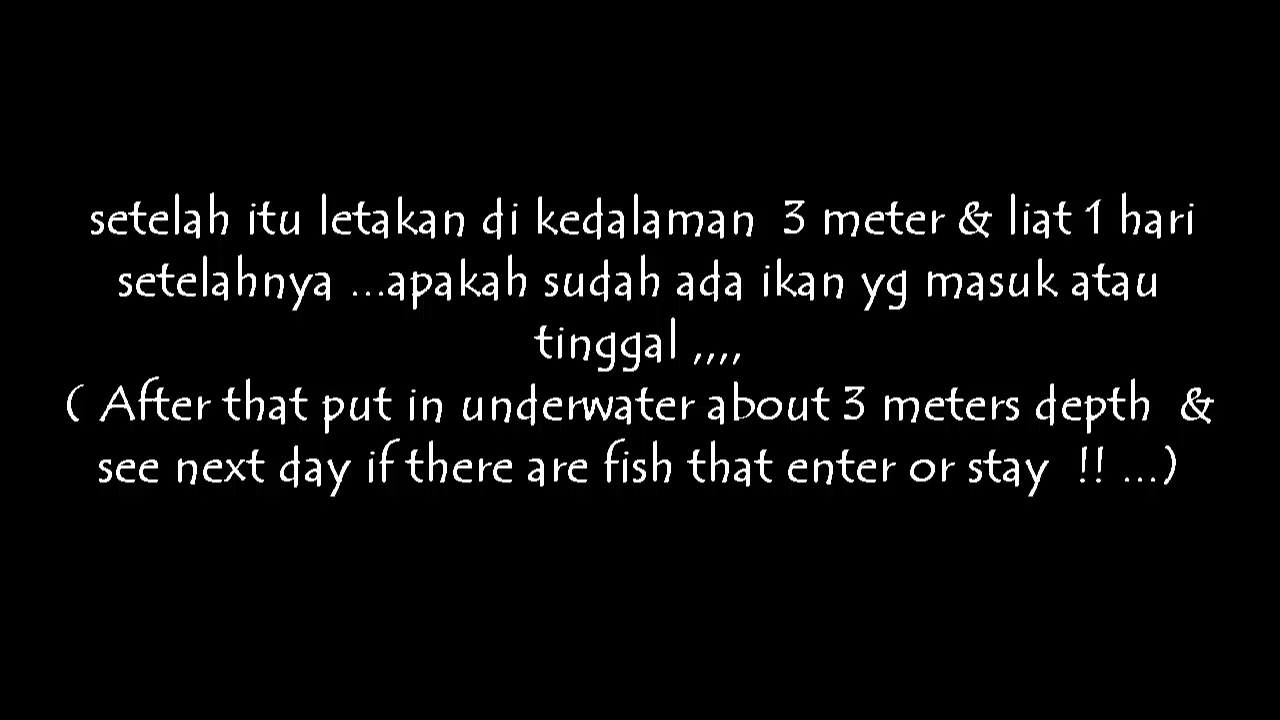 setelah itu letakan di kedalaman  3 meter & liat 1 hari
setelahnya ...apakah sudah ada ikan yg masuk atau
tinggal ,,,,
( After that put in underwater about 3 meters depth  &
see next day if there are fish that enter or stay  !! ...)